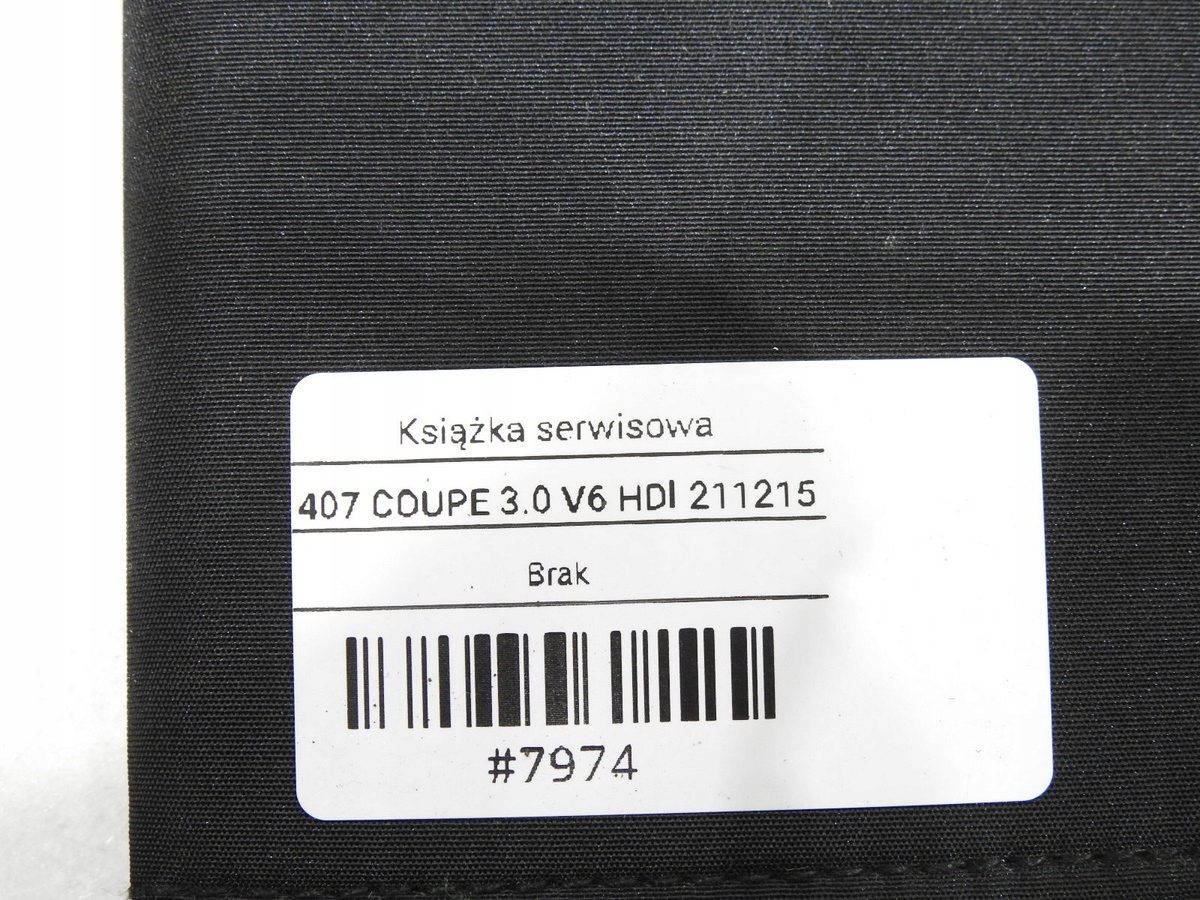 Książka serwisowa
407 COUPE 3.0 V6 HDI 211215
Brak
#7974